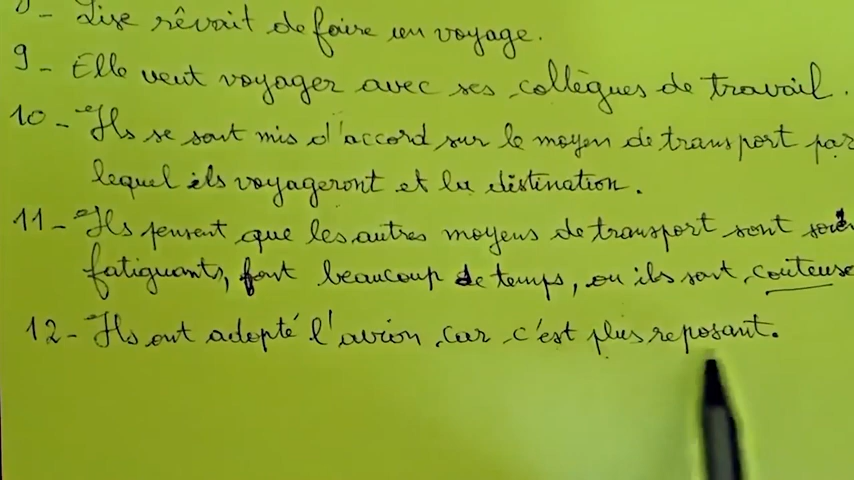 8- Lise rêvait de faire un voyage.
9- Elle veut voyager avec ses collègues de travail.
10- Ils se sont mis d'accord sur le moyen de transport par
lequel ils voyageront et la distination.
11- Ils pensent que les autres moyens de transport sont soit
fatiguants, font beaucoup de temps, ou ils sont couteuse
12- Ils ont adopté l'avion car c'est plus reposant.